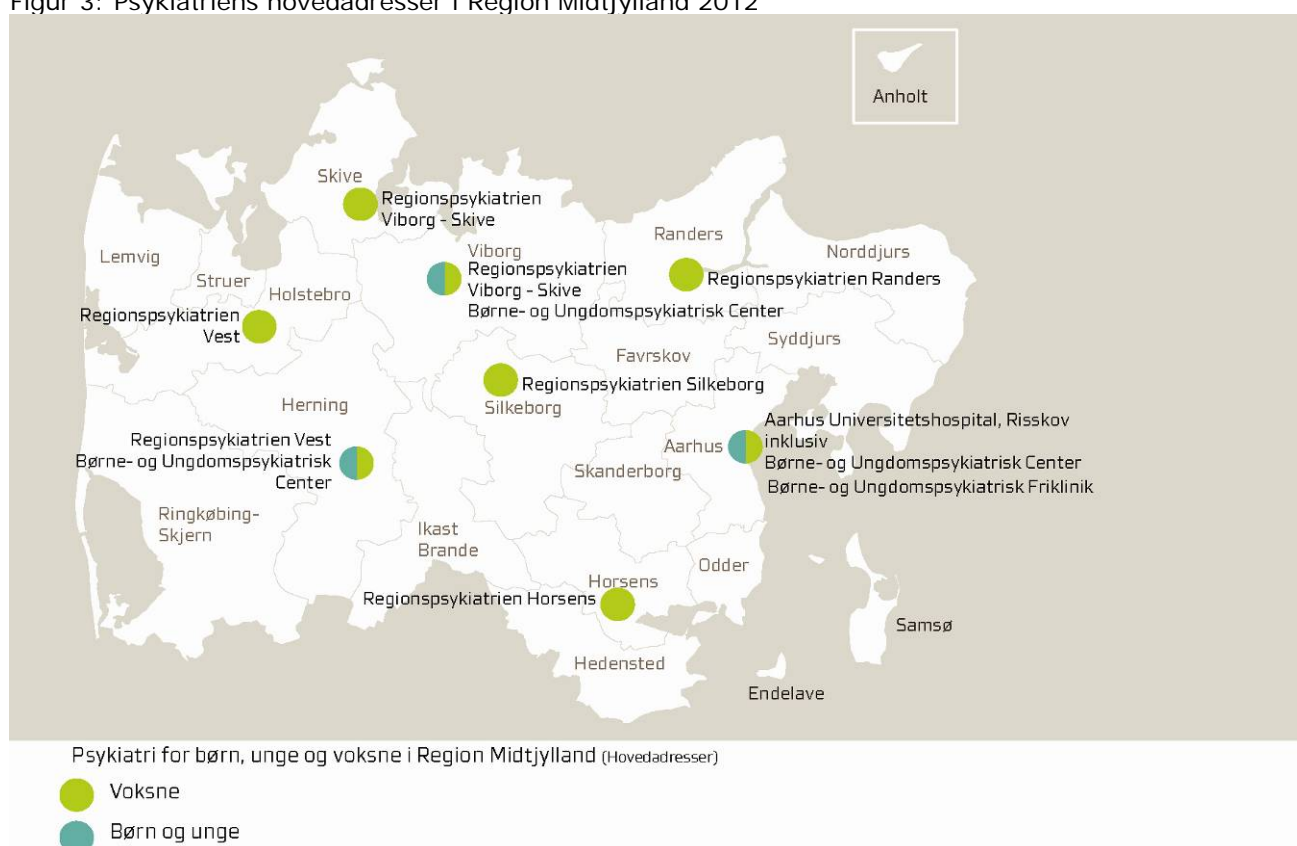 Figur 3: Psykiatriens hovedadresser i Region Midtjylland 2012
Anholt
Skive
Regionspsykiatrien
Viborg - Skive
Lemvig
Struer
Holstebro
Viborg
Regionspsykiatrien
Viborg - Skive
Børne- og Ungdomspsykiatrisk Center
Randers
Regionspsykiatrien Randers
Norddjurs
Regionspsykiatrien
Vest
Syddjurs
Favrskov
Regionspsykiatrien Silkeborg
Silkeborg
Herning
Regionspsykiatrien Vest
Børne- og Ungdomspsykiatrisk
Center
Aarhus
Aarhus Universitetshospital, Risskov
inklusiv
Børne- og Ungdomspsykiatrisk Center
Børne- og Ungdomspsykiatrisk Friklinik
Skanderborg
Ringkøbing-
Skjern
Ikast
Brande
Odder
Horsens
Regionspsykiatrien Horsens
Samsø
Hedensted
Endelave
Psykiatri for børn, unge og voksne i Region Midtjylland (Hovedadresser)
Voksne
Børn og unge